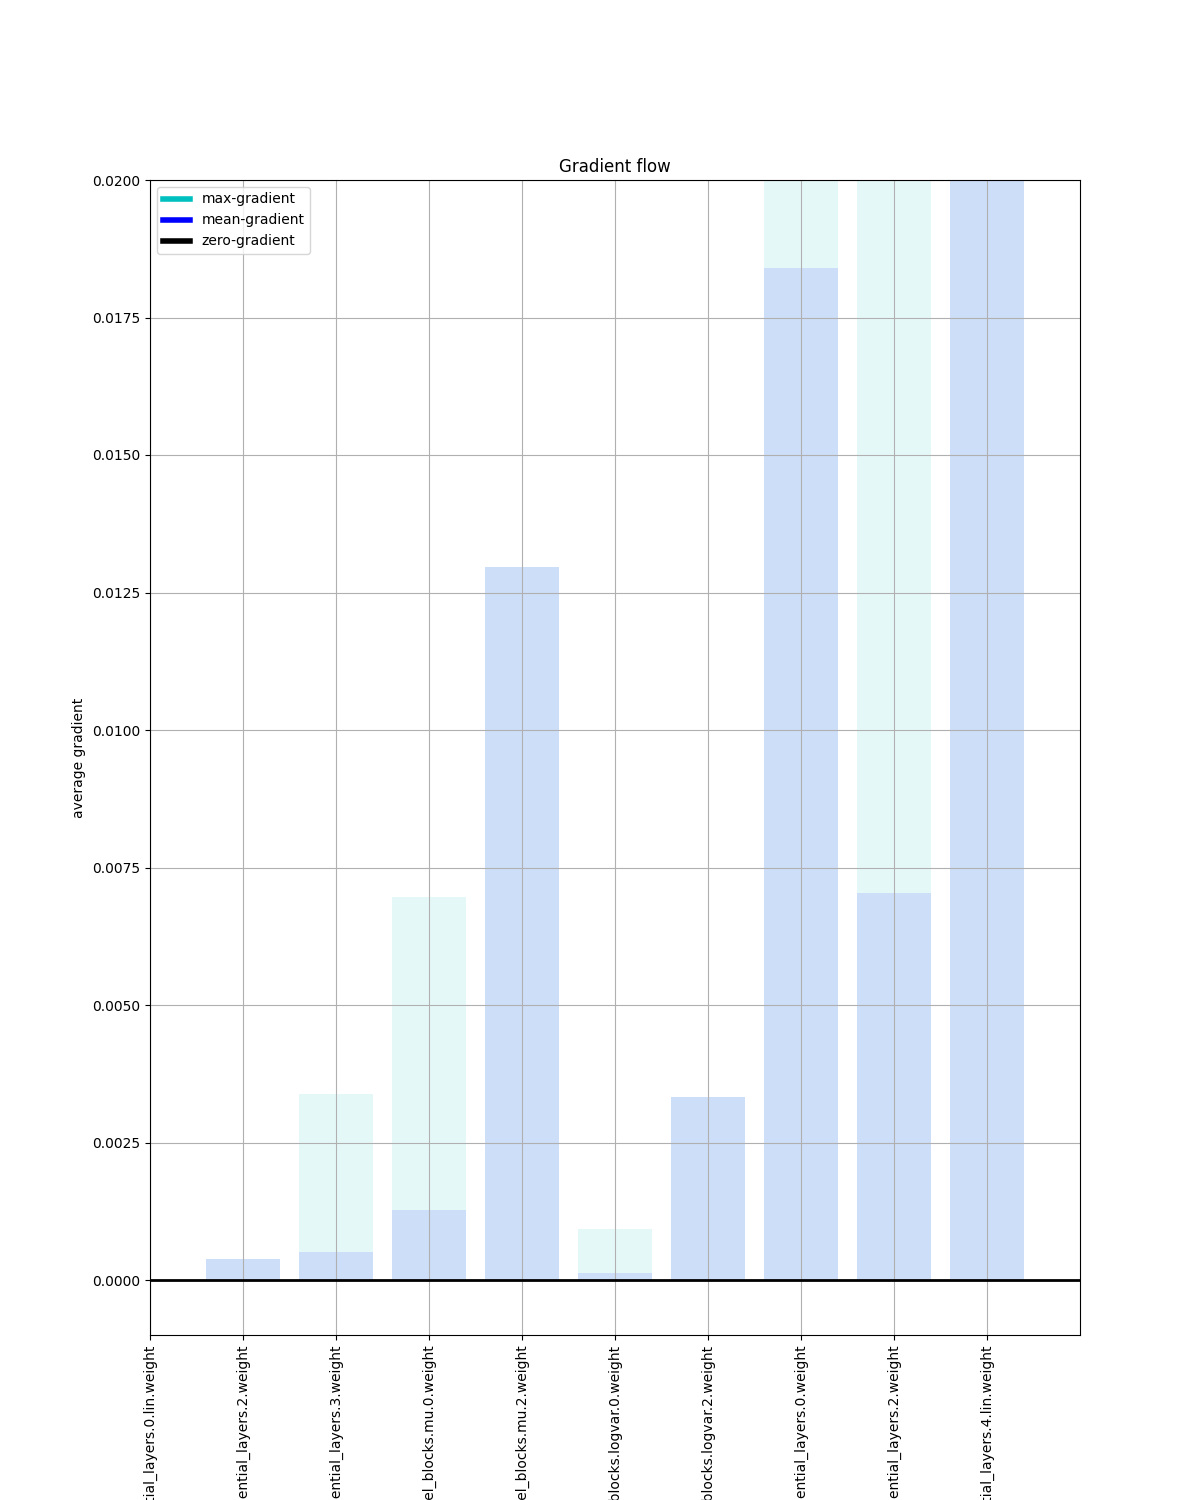 Gradient flow
max-gradient
mean-gradient
zero-gradient
0.0200
0.0175
0.0150
0.0125
0.0100
0.0075
0.0050
0.0025
0.0000
average gradient
tial_layers.0.lin.weight
ential_layers.2.weight
ential_layers.3.weight
el_blocks.mu.0.weight
el_blocks.mu.2.weight
blocks.logvar.0.weight
blocks.logvar.2.weight
ential_layers.0.weight
ential_layers.2.weight
tial_layers.4.lin.weight